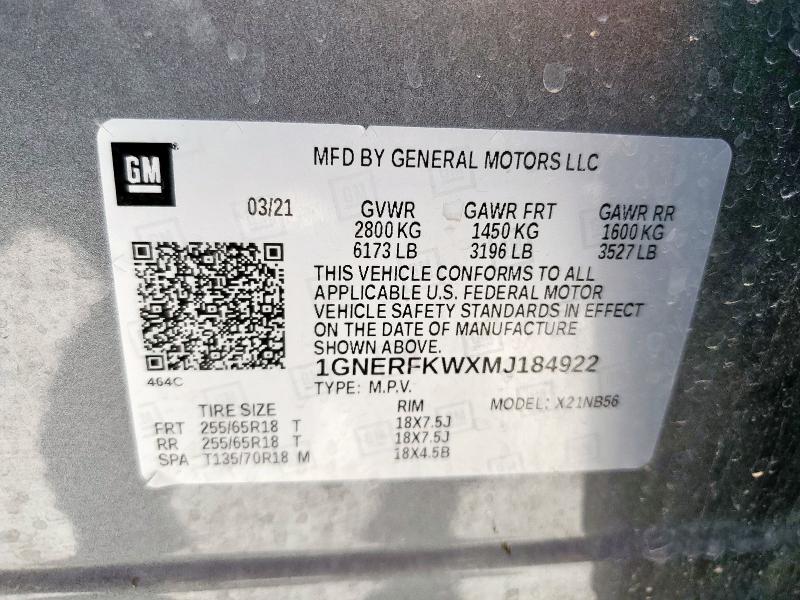 GM
MFD BY GENERAL MOTORS LLC
03/21
GVWR GAWR FRT GAWR RR
2800 KG 1450 KG 1600 KG
6173 LB 3196 LB 3527 LB
THIS VEHICLE CONFORMS TO ALL
APPLICABLE U.S. FEDERAL MOTOR
VEHICLE SAFETY STANDARDS IN EFFECT
ON THE DATE OF MANUFACTURE
SHOWN ABOVE.
1GNERFKWXMJ184922
464C
TYPE: M.P.V.
MODEL: X21NB56
TIRE SIZE RIM
FRT 255/65R18 T 18X7.5J
RR 255/65R18 T 18X7.5J
SPA T135/70R18 M 18X4.5B